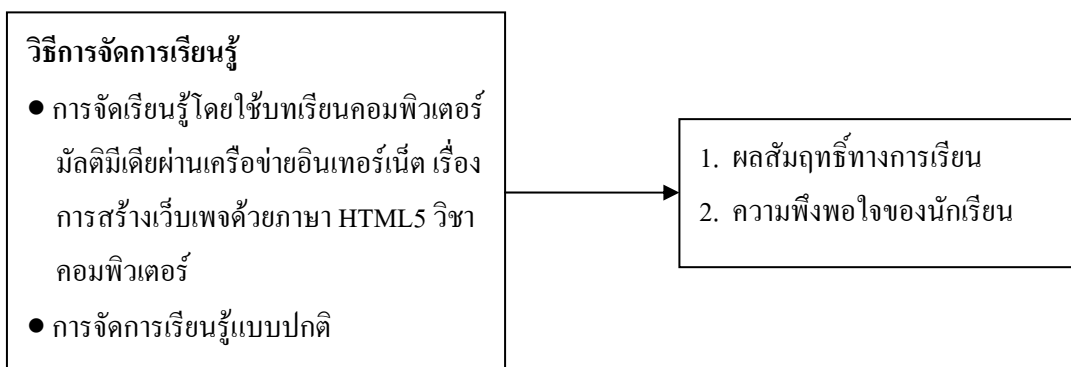 วิธีการจัดการเรียนรู้
● การจัดเรียนรู้โดยใช้บทเรียนคอมพิวเตอร์
มัลติมีเดียผ่านเครือข่ายอินเทอร์เน็ต เรื่อง
การสร้างเว็บเพจด้วยภาษา HTML5 วิชา
คอมพิวเตอร์
● การจัดการเรียนรู้แบบปกติ
1. ผลสัมฤทธิ์ทางการเรียน
2. ความพึงพอใจของนักเรียน